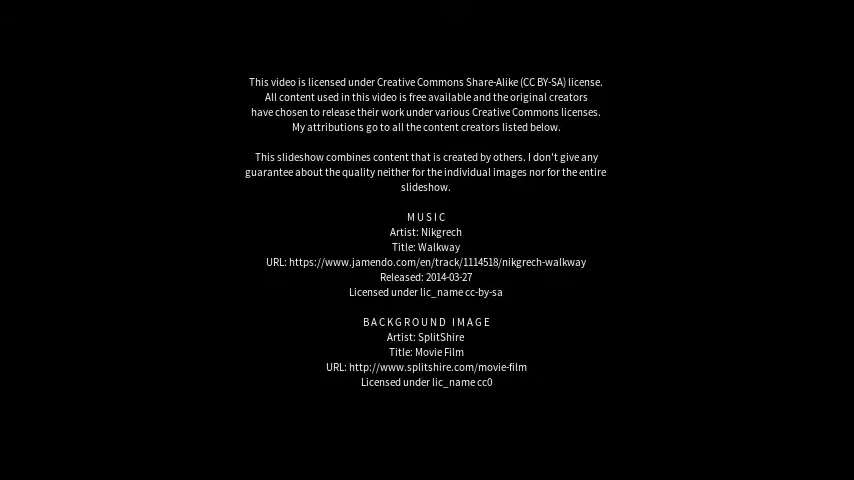 This video is licensed under Creative Commons Share-Alike (CC BY-SA) license.
All content used in this video is free available and the original creators
have chosen to release their work under various Creative Commons licenses.
My attributions go to all the content creators listed below.
This slideshow combines content that is created by others. I don't give any
guarantee about the quality neither for the individual images nor for the entire
slideshow.
MUSIC
Artist: Nikgrech
Title: Walkway
URL: https://www.jamendo.com/en/track/1114518/nikgrech-walkway
Released: 2014-03-27
Licensed under lic_name cc-by-sa
BACKGROUND IMAGE
Artist: SplitShire
Title: Movie Film
URL: http://www.splitshire.com/movie-film
Licensed under lic_name cc0